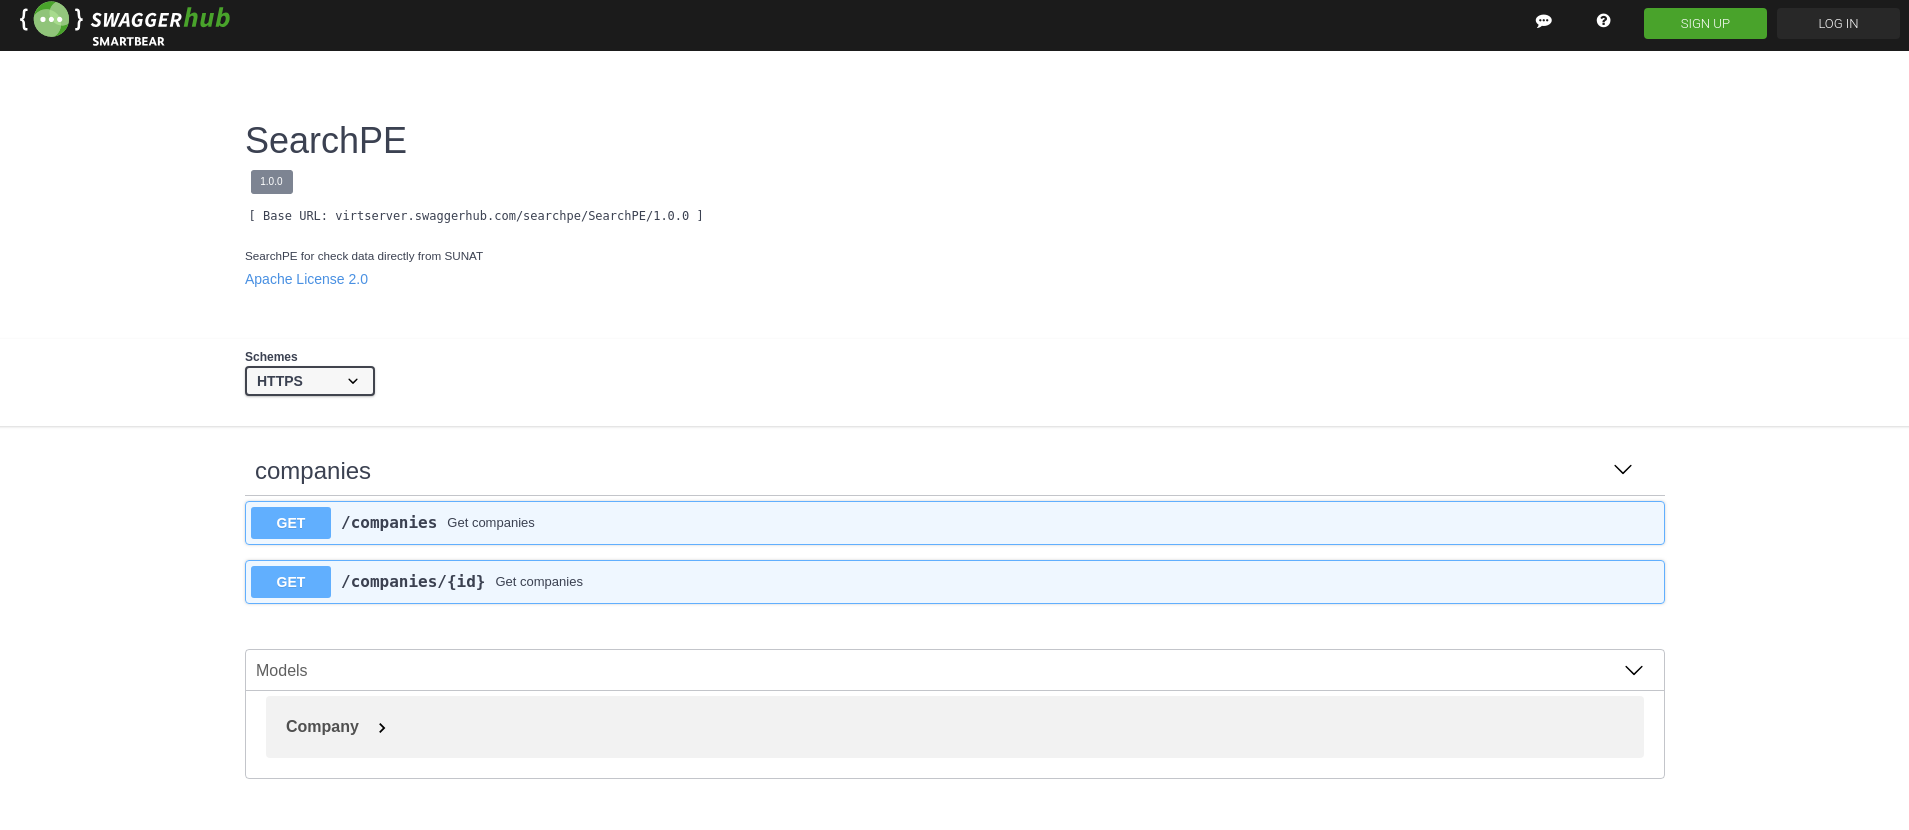 {...} SWAGGERhub
SMARTBEAR
SIGN UP
LOG IN
SearchPE
1.0.0
[ Base URL: virtserver.swaggerhub.com/searchpe/SearchPE/1.0.0 ]
SearchPE for check data directly from SUNAT
Apache License 2.0
Schemes
HTTPS
companies
GET /companies Get companies
GET /companies/{id} Get companies
Models
Company